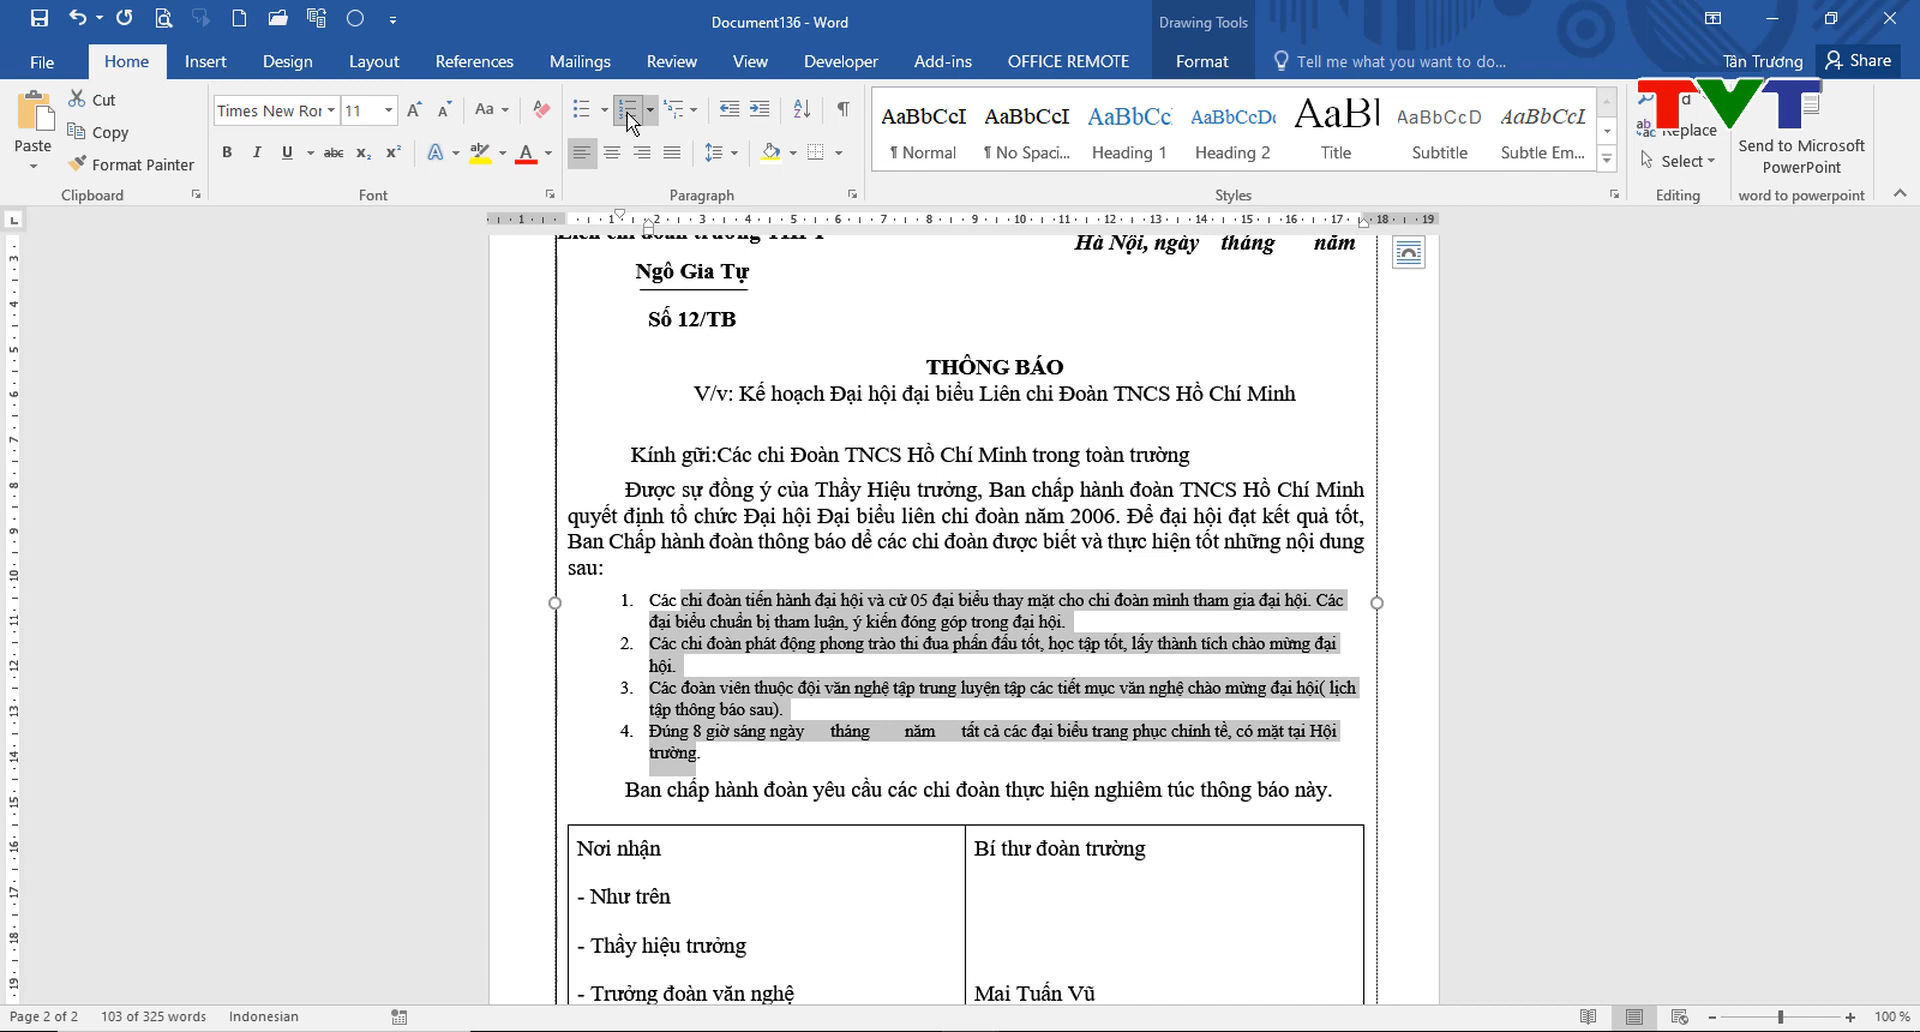 Document136 - Word
Drawing Tools
File
Home
Insert
Design
Layout
References
Mailings
Review
View
Developer
Add-ins
OFFICE REMOTE
Format
Tell me what you want to do...
Tân Trương
Share
Paste
Cut
Copy
Format Painter
Clipboard
Times New Ror
11
Font
Paragraph
AaBbCcI
¶ Normal
AaBbCcI
¶ No Spaci...
AaBbCc
Heading 1
AaBbCcDc
Heading 2
AaBl
Title
AaBbCcD
Subtitle
AaBbCcL
Subtle Em...
Styles
TVT
Select
Editing
Send to Microsoft
PowerPoint
word to powerpoint
Hà Nội, ngày tháng năm
Ngô Gia Tự
Số 12/TB
THÔNG BÁO
V/v: Kế hoạch Đại hội đại biểu Liên chi Đoàn TNCS Hồ Chí Minh
Kính gữi:Các chi Đoàn TNCS Hồ Chí Minh trong toàn trường
Được sự đồng ý của Thầy Hiệu trưởng, Ban chấp hành đoàn TNCS Hồ Chí Minh
quyết định tổ chức Đại hội Đại biểu liên chi đoàn năm 2006. Để đại hội đạt kết quả tốt,
Ban Chấp hành đoàn thông báo dề các chi đoàn được biết và thực hiện tốt những nội dung
sau:
1. Các chi đoàn tiến hành đại hội và cử 05 đại biểu thay mặt cho chi đoàn mình tham gia đại hội. Các
đại biểu chuẩn bị tham luận, ý kiến đóng góp trong đại hội.
2. Các chi đoàn phát động phong trào thi đua phấn đấu tốt, học tập tốt, lấy thành tích chào mừng đại
hội.
3. Các đoàn viên thuộc đội văn nghệ tập trung luyện tập các tiết mục văn nghệ chào mừng đại hội( lịch
tập thông báo sau).
4. Đúng 8 giờ sáng ngày tháng năm tất cả các đại biểu trang phục chỉnh tề, có mặt tại Hội
trường.
Ban chấp hành đoàn yêu cầu các chi đoàn thực hiện nghiêm túc thông báo này.
Nơi nhận
- Như trên
- Thầy hiệu trưởng
- Trưởng đoàn văn nghệ
Bí thư đoàn trường
Mai Tuấn Vũ
Page 2 of 2
103 of 325 words
Indonesian
100 %